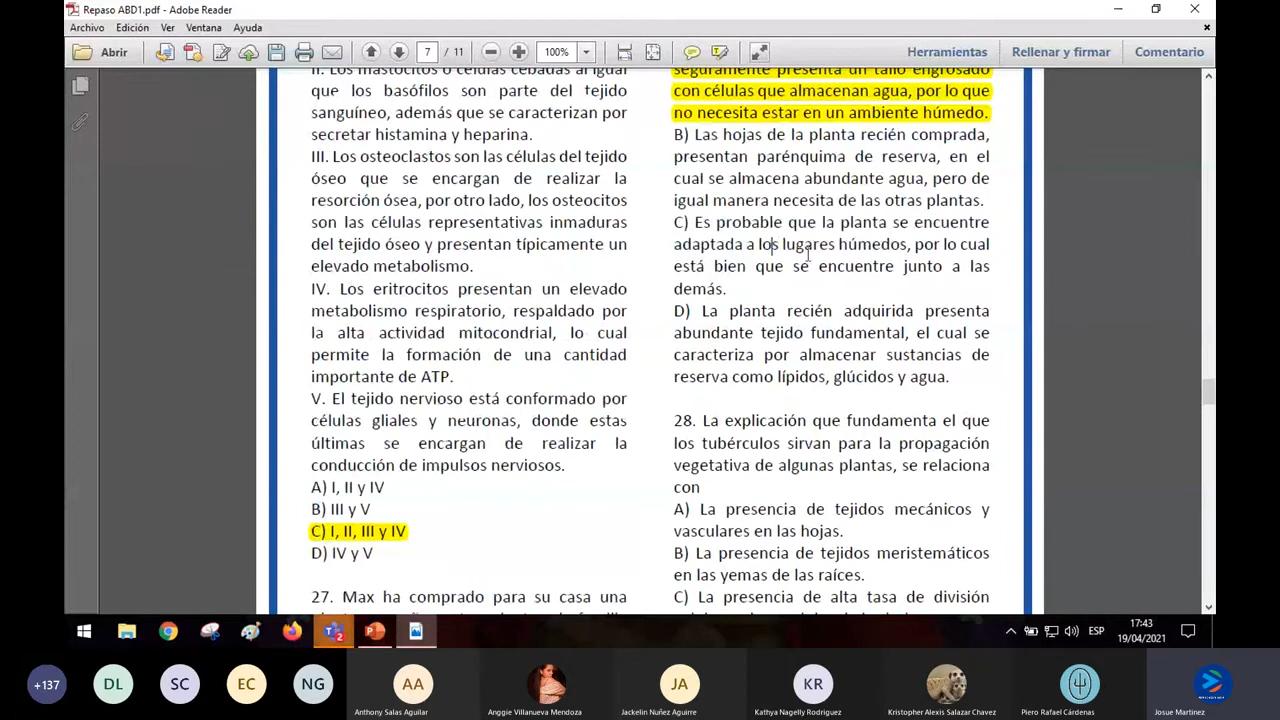 Repaso ABD1.pdf - Adobe Reader
Archivo Edición Ver Ventana Ayuda
Abrir 7 / 11 100% Herramientas Rellenar y firmar Comentario
II. Los mastocitos o células cebadas al igual
que los basófilos son parte del tejido
sanguíneo, además que se caracterizan por
secretar histamina y heparina.
III. Los osteoclastos son las células del tejido
óseo que se encargan de realizar la
resorción ósea, por otro lado, los osteocitos
son las células representativas inmaduras
del tejido óseo y presentan típicamente un
elevado metabolismo.
IV. Los eritrocitos presentan un elevado
metabolismo respiratorio, respaldado por
la alta actividad mitocondrial, lo cual
permite la formación de una cantidad
importante de ATP.
V. El tejido nervioso está conformado por
células gliales y neuronas, donde estas
últimas se encargan de realizar la
conducción de impulsos nerviosos.
A) I, II y IV
B) III y V
C) I, II, III y IV
D) IV y V
27. Max ha comprado para su casa una
seguramente presenta un tallo engrosado
con células que almacenan agua, por lo que
no necesita estar en un ambiente húmedo.
B) Las hojas de la planta recién comprada,
presentan parénquima de reserva, en el
cual se almacena abundante agua, pero de
igual manera necesita de las otras plantas.
C) Es probable que la planta se encuentre
adaptada a los lugares húmedos, por lo cual
está bien que se encuentre junto a las
demás.
D) La planta recién adquirida presenta
abundante tejido fundamental, el cual se
caracteriza por almacenar sustancias de
reserva como lípidos, glúcidos y agua.
28. La explicación que fundamenta el que
los tubérculos sirvan para la propagación
vegetativa de algunas plantas, se relaciona
con
A) La presencia de tejidos mecánicos y
vasculares en las hojas.
B) La presencia de tejidos meristemáticos
en las yemas de las raíces.
C) La presencia de alta tasa de división
ESP
17:43
19/04/2021
+137 DL SC EC NG AA JA KR
Anthony Salas Aguilar Anggie Villanueva Mendoza Jackelin Nuñez Aguirre Kathya Nagelly Rodriguez Kristopher Alexis Salazar Chavez Piero Rafael Cárdenas Josue Martinez